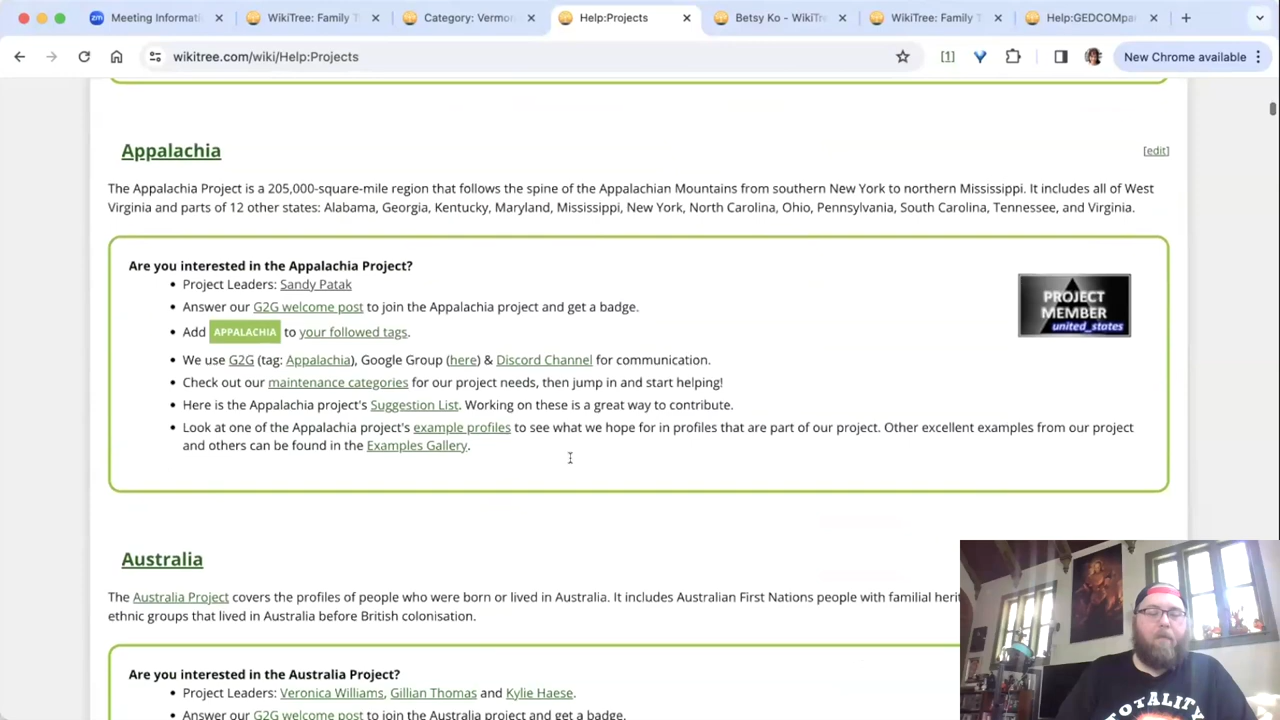 Meeting Informati
WikiTree: Family T
Category: Vermon
Help:Projects
Betsy Ko - WikiTre
WikiTree: Family T
Help:GEDCOMpa
wikitree.com/wiki/Help:Projects
[1]
New Chrome available
Appalachia
[edit]
The Appalachia Project is a 205,000-square-mile region that follows the spine of the Appalachian Mountains from southern New York to northern Mississippi. It includes all of West
Virginia and parts of 12 other states: Alabama, Georgia, Kentucky, Maryland, Mississippi, New York, North Carolina, Ohio, Pennsylvania, South Carolina, Tennessee, and Virginia.
Are you interested in the Appalachia Project?
• Project Leaders: Sandy Patak
• Answer our G2G welcome post to join the Appalachia project and get a badge.
• Add APPALACHIA to your followed tags.
• We use G2G (tag: Appalachia), Google Group (here) & Discord Channel for communication.
• Check out our maintenance categories for our project needs, then jump in and start helping!
• Here is the Appalachia project's Suggestion List. Working on these is a great way to contribute.
• Look at one of the Appalachia project's example profiles to see what we hope for in profiles that are part of our project. Other excellent examples from our project
and others can be found in the Examples Gallery.
PROJECT
MEMBER
united_states
Australia
The Australia Project covers the profiles of people who were born or lived in Australia. It includes Australian First Nations people with familial herit
ethnic groups that lived in Australia before British colonisation.
Are you interested in the Australia Project?
• Project Leaders: Veronica Williams, Gillian Thomas and Kylie Haese.
• Answer our G2G welcome post to join the Australia project and get a badge.
TOTALITY